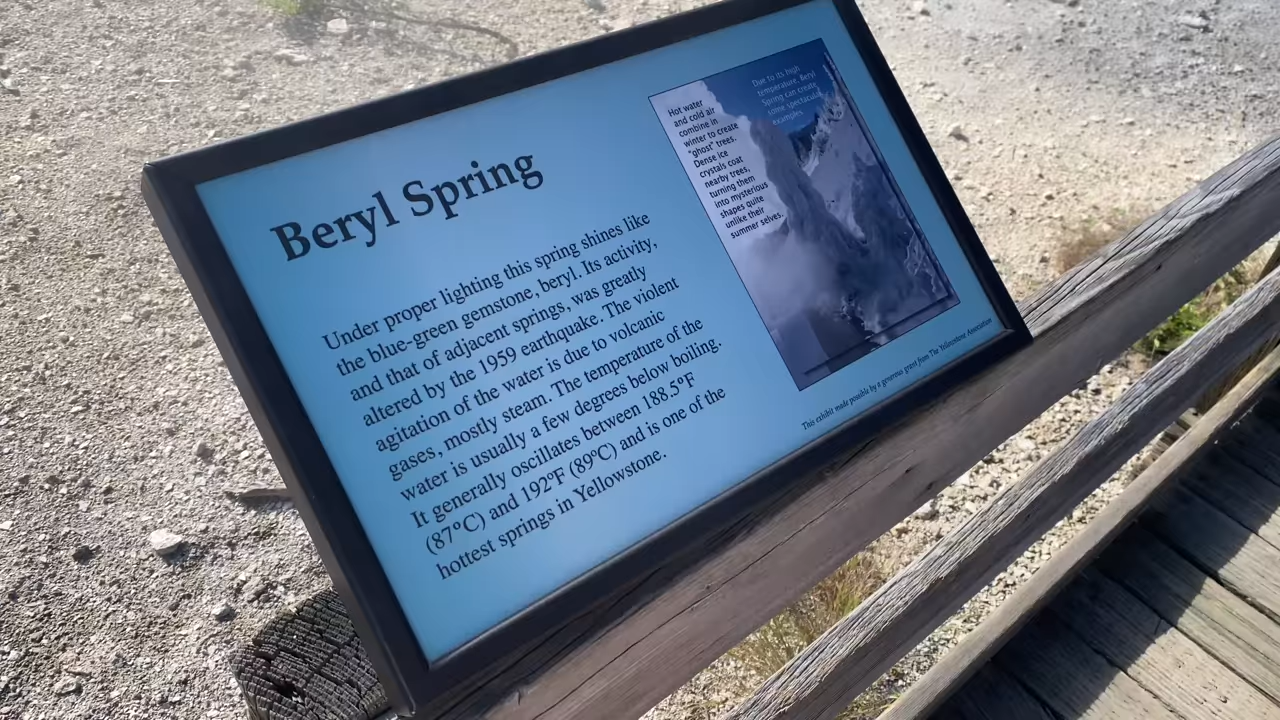 Beryl Spring
Under proper lighting this spring shines like
the blue-green gemstone, beryl. Its activity,
and that of adjacent springs, was greatly
altered by the 1959 earthquake. The violent
agitation of the water is due to volcanic
gases, mostly steam. The temperature of the
water is usually a few degrees below boiling.
It generally oscillates between 188.5°F
(87°C) and 192°F (89°C) and is one of the
hottest springs in Yellowstone.
Hot water
and cold air
combine in
winter to create
"ghost" trees.
Dense ice
crystals coat
nearby trees,
turning them
into mysterious
shapes quite
unlike their
summer selves.
Due to its high
temperature, Beryl
Spring can create
some spectacular
examples.
This exhibit made possible by a generous grant from The Yellowstone Association